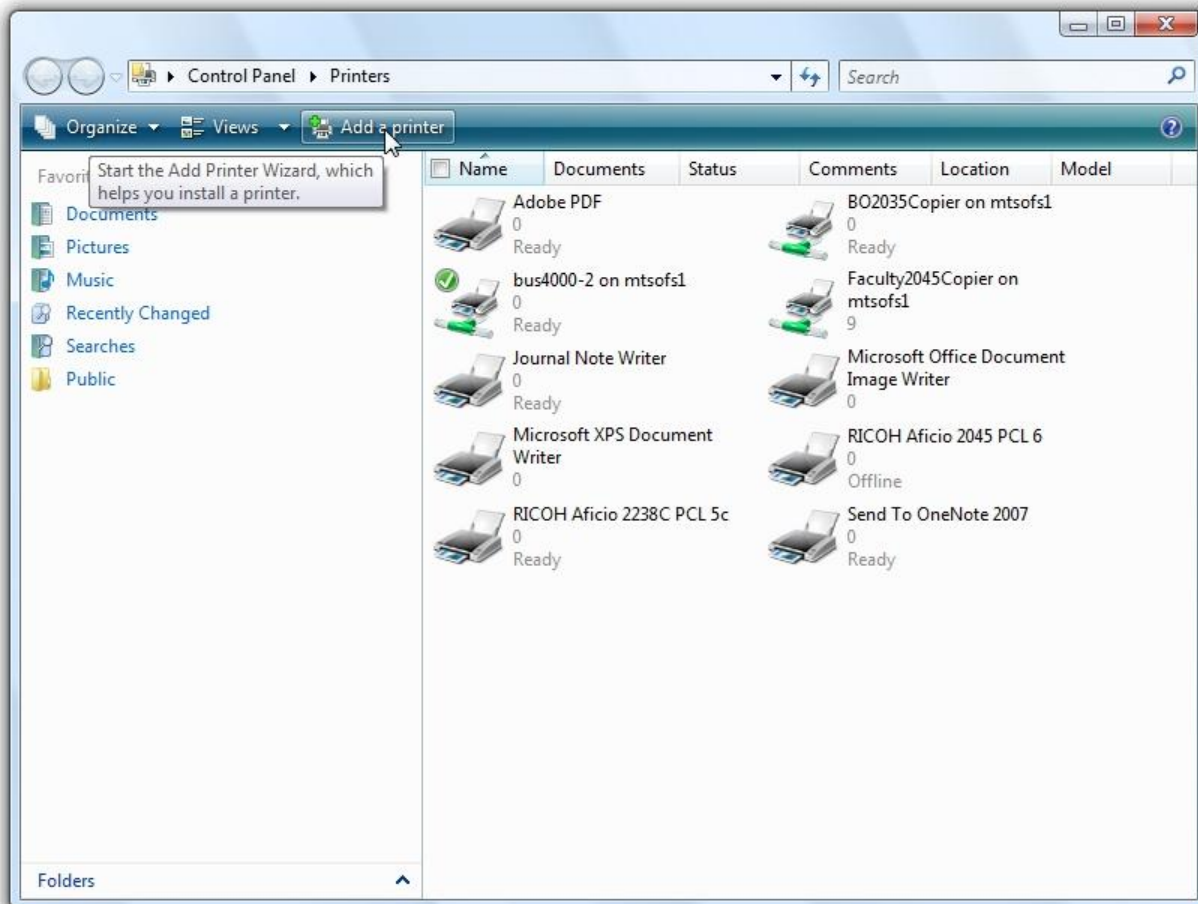 Control Panel ▸ Printers
Search
Organize Views Add a printer
Start the Add Printer Wizard, which
helps you install a printer.
Documents
Pictures
Music
Recently Changed
Searches
Public
Folders
Name Documents Status Comments Location Model
Adobe PDF
0
Ready
BO2035Copier on mtsofs1
0
Ready
bus4000-2 on mtsofs1
0
Ready
Faculty2045Copier on
mtsofs1
9
Journal Note Writer
0
Ready
Microsoft Office Document
Image Writer
0
Microsoft XPS Document
Writer
0
RICOH Aficio 2045 PCL 6
0
Offline
RICOH Aficio 2238C PCL 5c
0
Ready
Send To OneNote 2007
0
Ready